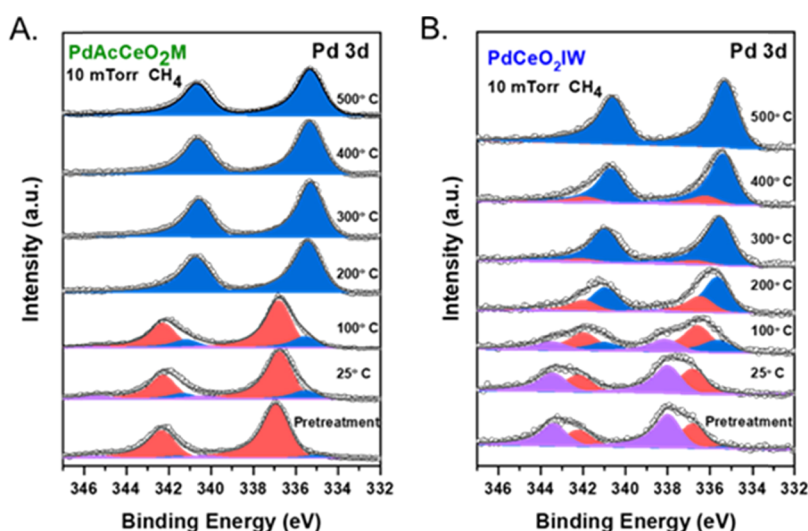 A.
PdAcCeO₂M
Pd 3d
10 mTorr CH₄
500° C
400° C
300° C
200° C
100° C
25° C
Pretreatment
Intensity (a.u.)
346 344 342 340 338 336 334 332
Binding Energy (eV)
B.
PdCeO₂IW
Pd 3d
10 mTorr CH₄
500° C
400° C
300° C
200° C
100° C
25° C
Pretreatment
Intensity (a.u.)
346 344 342 340 338 336 334 332
Binding Energy (eV)